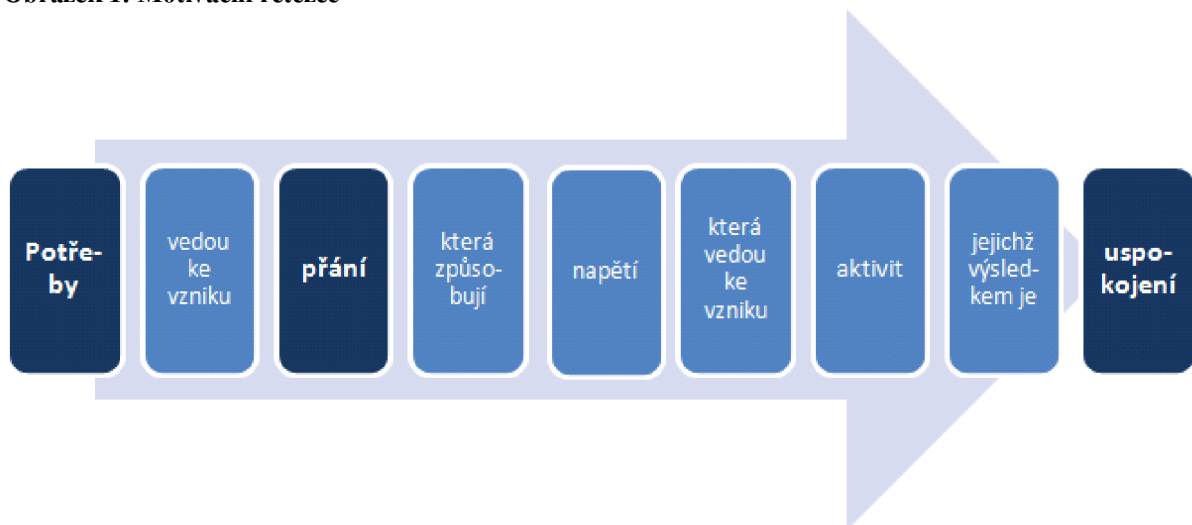 Obrázek 1: Motivační řetězec
Potře-
by
vedou
ke
vzniku
přání
která
způso-
bují
napětí
která
vedou
ke
vzniku
aktivit
jejichž
výsled-
kem je
uspo-
kojení